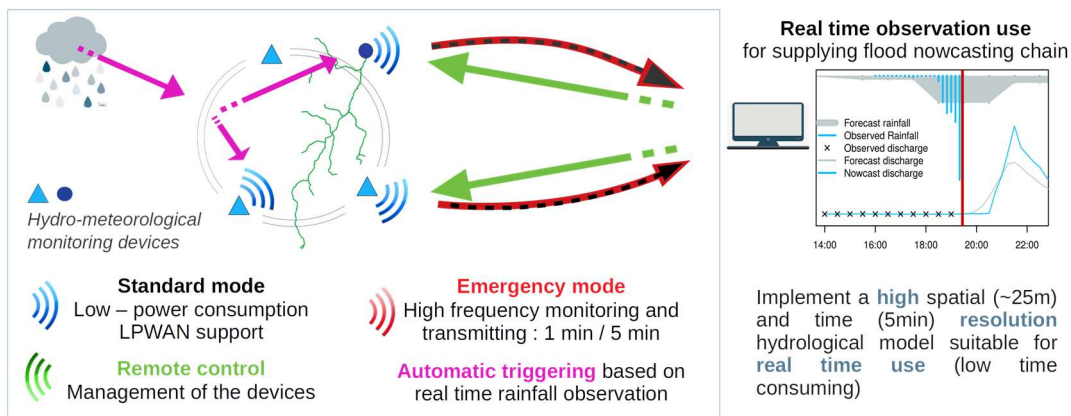 Hydro-meteorological
monitoring devices
Standard mode
Low – power consumption
LPWAN support
Remote control
Management of the devices
Emergency mode
High frequency monitoring and
transmitting : 1 min / 5 min
Automatic triggering based on
real time rainfall observation
Real time observation use
for supplying flood nowcasting chain
Forecast rainfall
Observed Rainfall
Observed discharge
Forecast discharge
Nowcast discharge
14:00 16:00 18:00 20:00 22:00
Implement a high spatial (~25m)
and time (5min) resolution
hydrological model suitable for
real time use (low time
consuming)